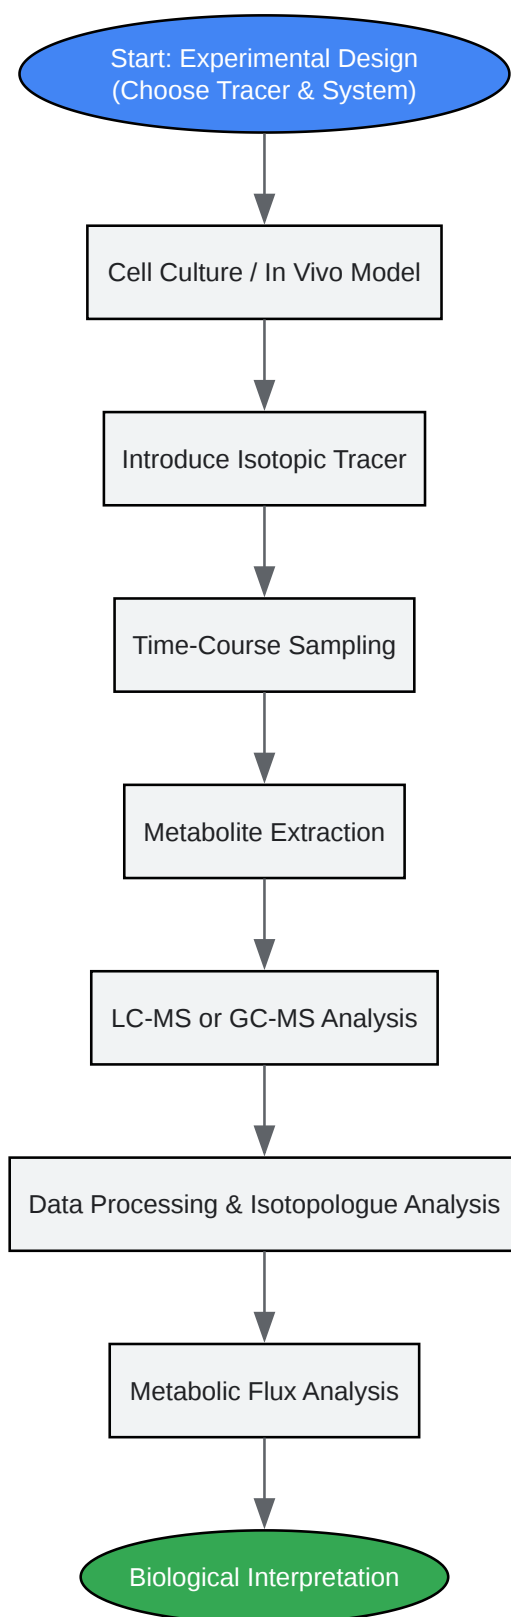 Start: Experimental Design
(Choose Tracer & System)
Cell Culture / In Vivo Model
Introduce Isotopic Tracer
Time-Course Sampling
Metabolite Extraction
LC-MS or GC-MS Analysis
Data Processing & Isotopologue Analysis
Metabolic Flux Analysis
Biological Interpretation